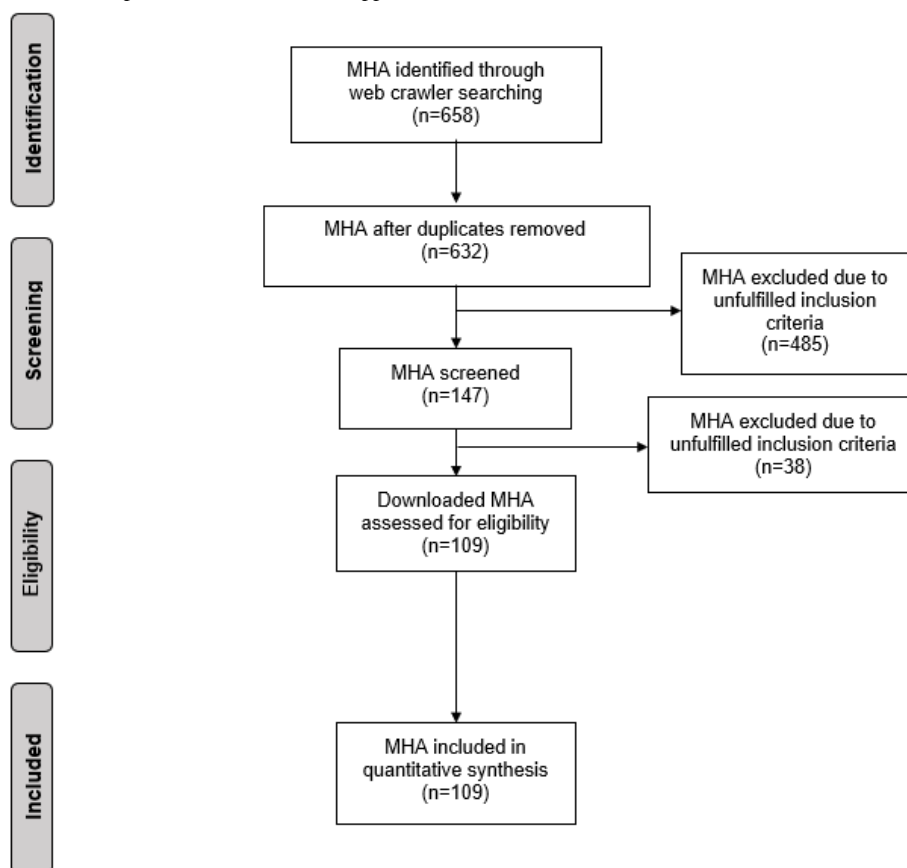 Identification
MHA identified through
web crawler searching
(n=658)
MHA after duplicates removed
(n=632)
Screening
MHA excluded due to
unfulfilled inclusion
criteria
(n=485)
MHA screened
(n=147)
MHA excluded due to
unfulfilled inclusion criteria
(n=38)
Eligibility
Downloaded MHA
assessed for eligibility
(n=109)
Included
MHA included in
quantitative synthesis
(n=109)